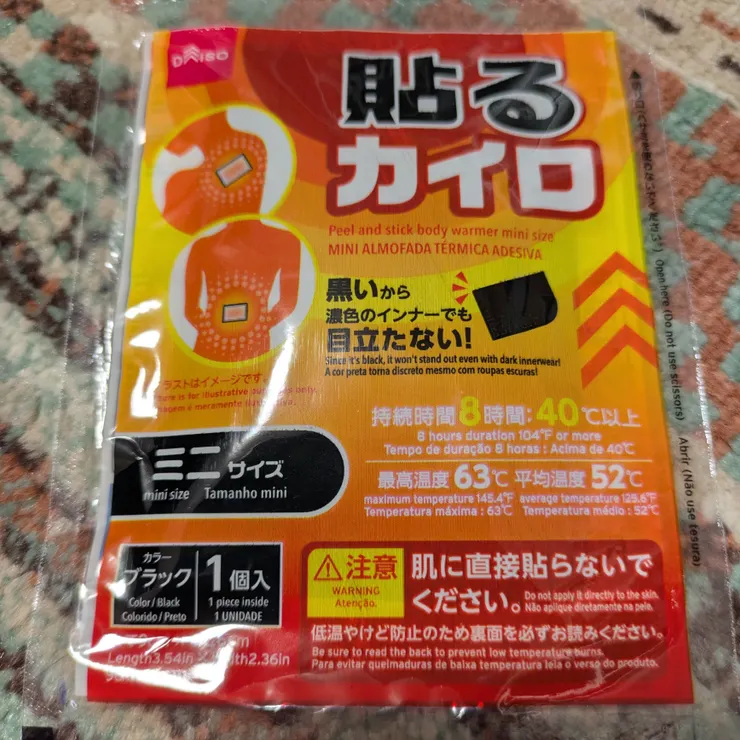 DAISO
貼る
カイロ
Peel and stick body warmer mini size
MINI ALMOFADA TÉRMICA ADESIVA
黒いから
濃色のインナーでも
目立たない!
Since it's black, it won't stand out even with dark innerwear!
A cor preta torna discreto mesmo com roupas escuras!
ラストはイメージです。
is for illustrative only
é meramente
持続時間8時間:40℃以上
8 hours duration 104°F or more
Tempo de duração 8 horas : Acima de 40℃
ミニサイズ
mini size Tamanho mini
最高温度63℃ 平均温度52℃
maximum temperature 145.4°F average temperature 125.6°F
Temperatura máxima : 63℃ Temperatura médio : 52℃
カラー
ブラック
Color/Black
Colorido/Preto
1個入
1 piece inside
1 UNIDADE
Length3.54in × 2.36in
⚠注意
WARNING
Atenção.
肌に直接貼らないで
ください。
Do not apply it directly to the skin.
Não aplique diretamente na pele.
低温やけど防止のため裏面を必ずお読みください。
Be sure to read the back to prevent low temperature burns.
Para evitar queimaduras de baixa temperatura leia o verso do produto.
Open here (Do not use scissors) Abrir (Não use tesura)